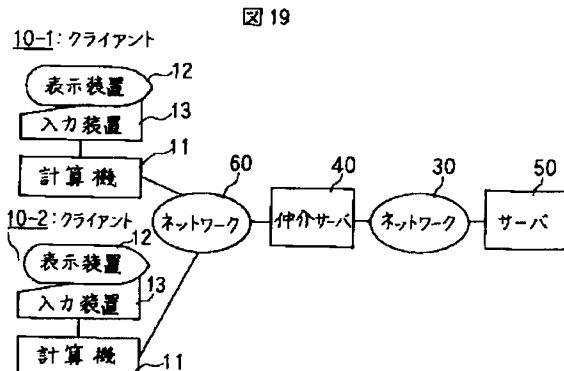 図19
10-1:クライアント
表示装置
12
入力装置
13
計算機
11
10-2:クライアント
表示装置
12
入力装置
13
計算機
11
ネットワーク
60
仲介サーバ
40
ネットワーク
30
サーバ
50